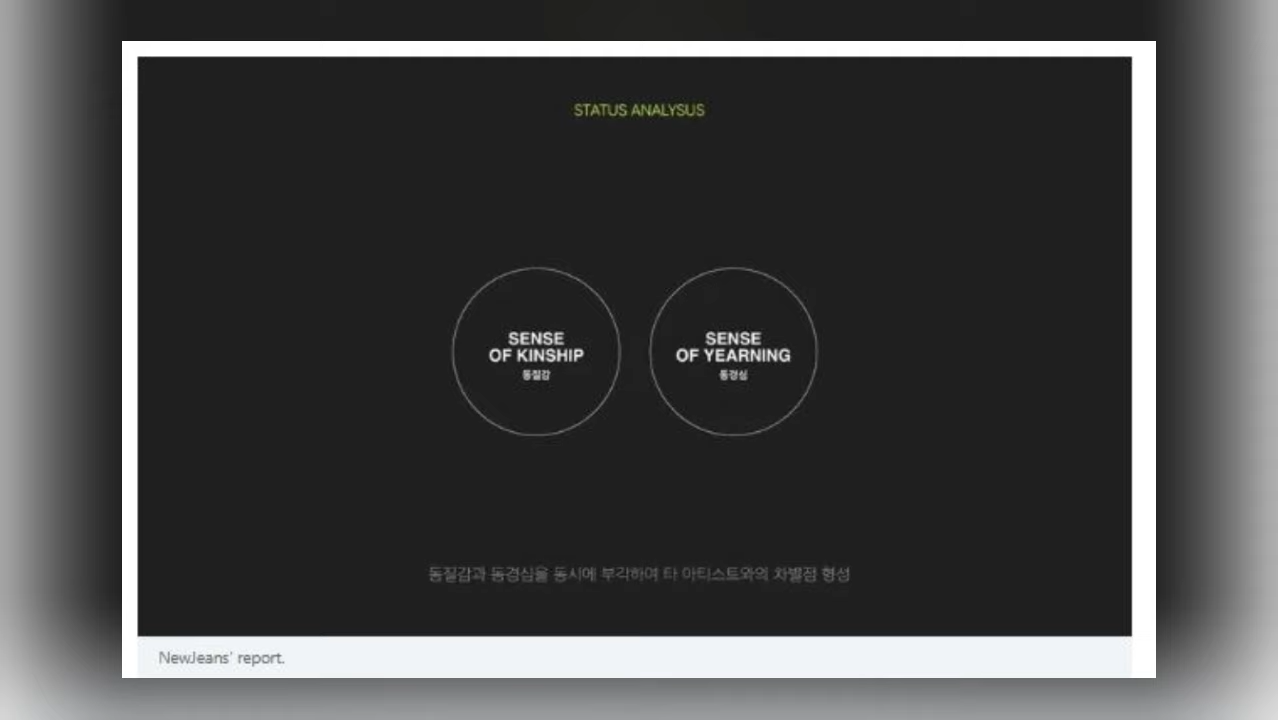 STATUS ANALYSUS
SENSE
OF KINSHIP
동질감
SENSE
OF YEARNING
동경심
동질감과 동경심을 동시에 부각하여 타 아티스트와의 차별점 형성
NewJeans' report.